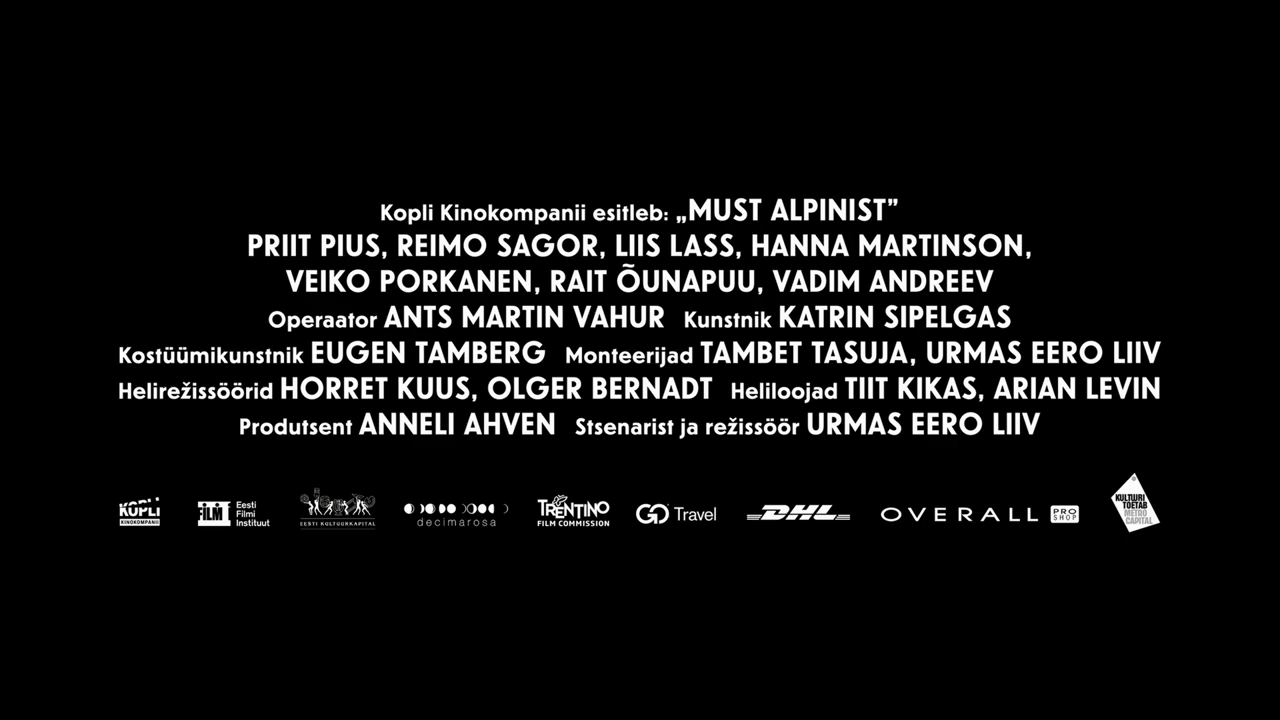 Kopli Kinokompanii esitleb: „MUST ALPINIST”
PRIIT PIUS, REIMO SAGOR, LIIS LASS, HANNA MARTINSON,
VEIKO PORKANEN, RAIT ÕUNAPUU, VADIM ANDREEV
Operaator ANTS MARTIN VAHUR Kunstnik KATRIN SIPELGAS
Kostüümikunstnik EUGEN TAMBERG Monteerijad TAMBET TASUJA, URMAS EERO LIIV
Helirežissöörid HORRET KUUS, OLGER BERNADT Heliloojad TIIT KIKAS, ARIAN LEVIN
Produtsent ANNELI AHVEN Stsenarist ja režissöör URMAS EERO LIIV
KOPLI
KINOKOMPANII
FILMI
Eesti
Filmi
Instituut
EESTI KULTUURKAPITAL
decimarosa
TRENTINO
FILM COMMISSION
GO Travel
DHL
OVERALL
PRO
SHOP
KULTUURI
TOETAB
METRO
CAPITAL